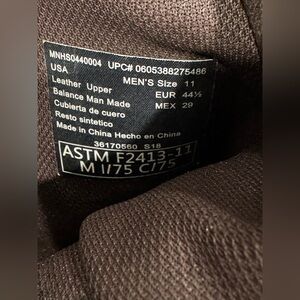 MNHS0440004 UPC# 0605388275486
USA MEN'S Size 11
Leather Upper EUR 44½
Balance Man Made MEX 29
Cubierta de cuero
Resto sintetico
Made in China Hecho en China
36170560 S18
ASTM F2413-11
M I/75 C/75